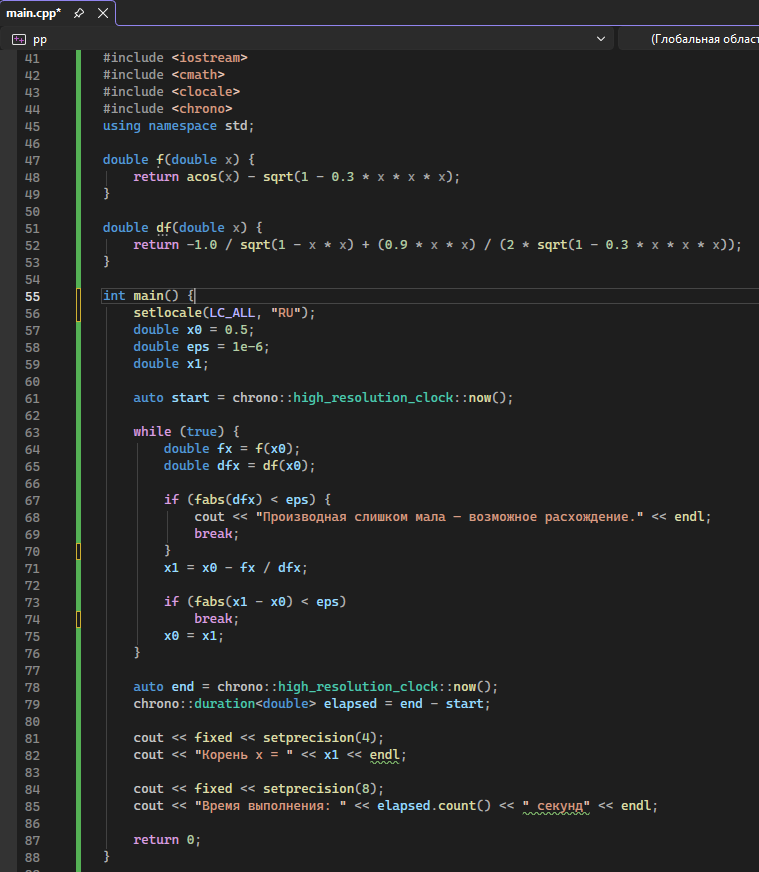 main.cpp*
pp
(Глобальная област
41 #include <iostream>
42 #include <cmath>
43 #include <clocale>
44 #include <chrono>
45 using namespace std;
46
47 double f(double x) {
48     return acos(x) - sqrt(1 - 0.3 * x * x * x);
49 }
50
51 double df(double x) {
52     return -1.0 / sqrt(1 - x * x) + (0.9 * x * x) / (2 * sqrt(1 - 0.3 * x * x * x));
53 }
54
55 int main() {
56     setlocale(LC_ALL, "RU");
57     double x0 = 0.5;
58     double eps = 1e-6;
59     double x1;
60
61     auto start = chrono::high_resolution_clock::now();
62
63     while (true) {
64         double fx = f(x0);
65         double dfx = df(x0);
66
67         if (fabs(dfx) < eps) {
68             cout << "Производная слишком мала — возможное расхождение." << endl;
69             break;
70         }
71         x1 = x0 - fx / dfx;
72
73         if (fabs(x1 - x0) < eps)
74             break;
75         x0 = x1;
76     }
77
78     auto end = chrono::high_resolution_clock::now();
79     chrono::duration<double> elapsed = end - start;
80
81     cout << fixed << setprecision(4);
82     cout << "Корень x = " << x1 << endl;
83
84     cout << fixed << setprecision(8);
85     cout << "Время выполнения: " << elapsed.count() << " секунд" << endl;
86
87     return 0;
88 }